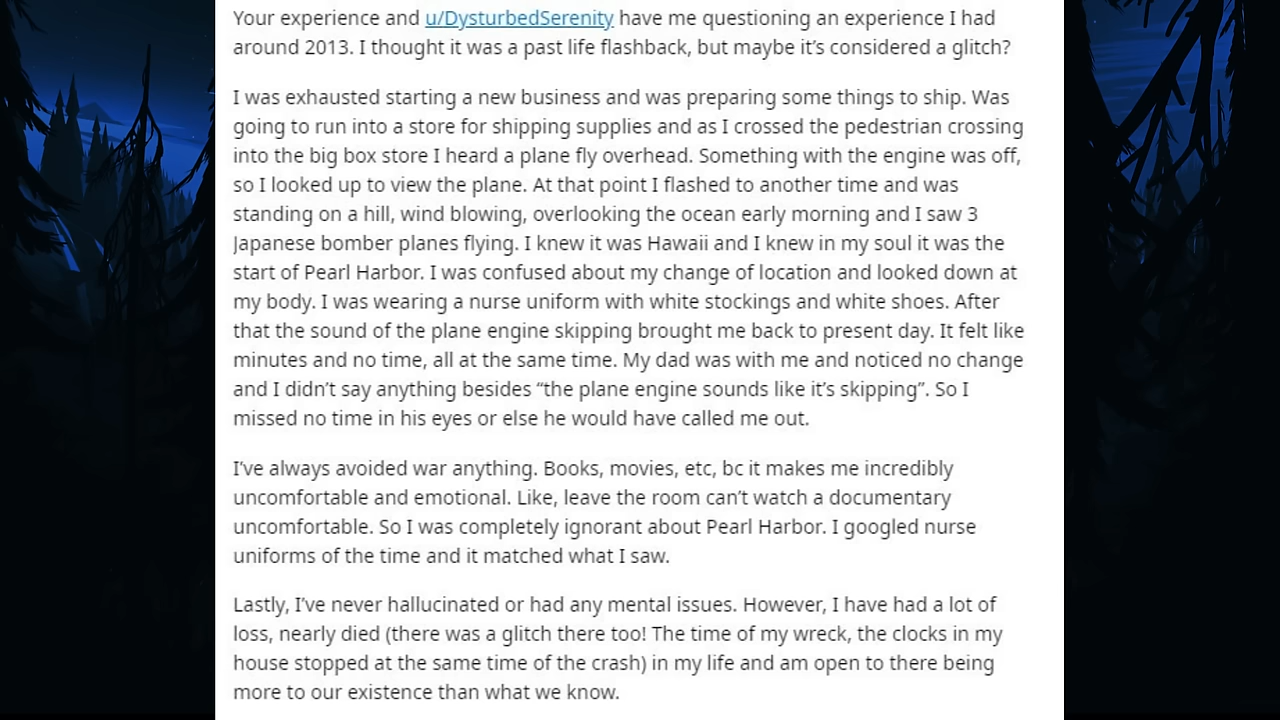 Your experience and u/DysturbedSerenity have me questioning an experience I had
around 2013. I thought it was a past life flashback, but maybe it’s considered a glitch?
I was exhausted starting a new business and was preparing some things to ship. Was
going to run into a store for shipping supplies and as I crossed the pedestrian crossing
into the big box store I heard a plane fly overhead. Something with the engine was off,
so I looked up to view the plane. At that point I flashed to another time and was
standing on a hill, wind blowing, overlooking the ocean early morning and I saw 3
Japanese bomber planes flying. I knew it was Hawaii and I knew in my soul it was the
start of Pearl Harbor. I was confused about my change of location and looked down at
my body. I was wearing a nurse uniform with white stockings and white shoes. After
that the sound of the plane engine skipping brought me back to present day. It felt like
minutes and no time, all at the same time. My dad was with me and noticed no change
and I didn’t say anything besides “the plane engine sounds like it’s skipping”. So I
missed no time in his eyes or else he would have called me out.
I’ve always avoided war anything. Books, movies, etc, bc it makes me incredibly
uncomfortable and emotional. Like, leave the room can’t watch a documentary
uncomfortable. So I was completely ignorant about Pearl Harbor. I googled nurse
uniforms of the time and it matched what I saw.
Lastly, I’ve never hallucinated or had any mental issues. However, I have had a lot of
loss, nearly died (there was a glitch there too! The time of my wreck, the clocks in my
house stopped at the same time of the crash) in my life and am open to there being
more to our existence than what we know.